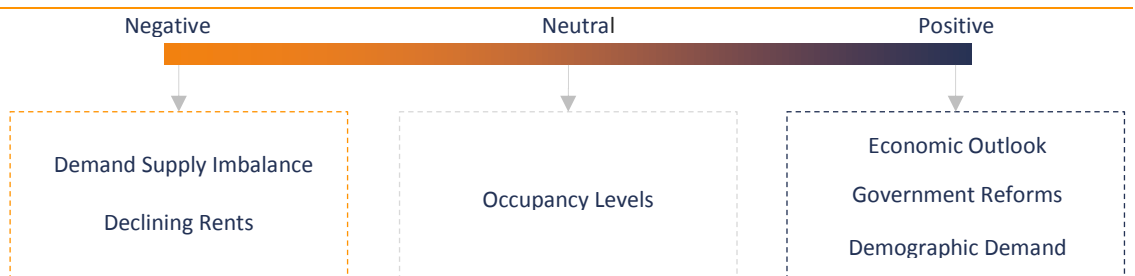 Negative
Neutral
Positive
Demand Supply Imbalance
Declining Rents
Occupancy Levels
Economic Outlook
Government Reforms
Demographic Demand